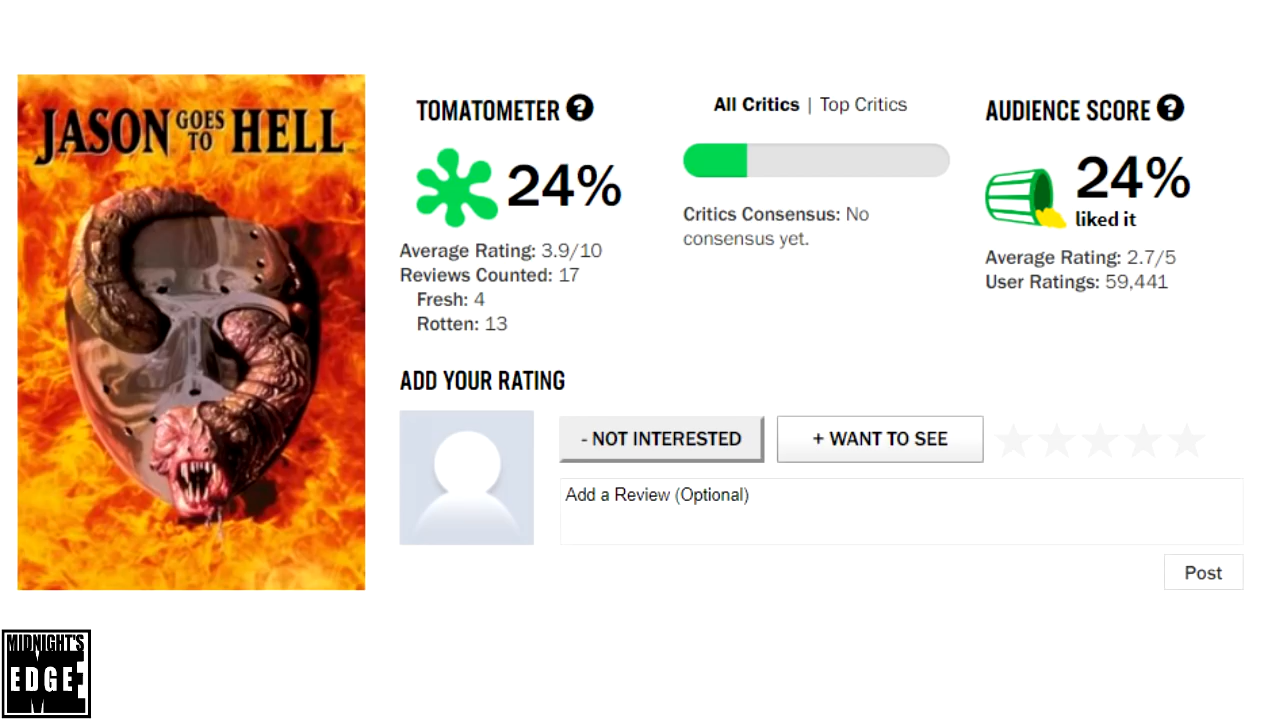 JASON GOES TO HELL
TOMATOMETER ?
24%
Average Rating: 3.9/10
Reviews Counted: 17
Fresh: 4
Rotten: 13
All Critics | Top Critics
Critics Consensus: No
consensus yet.
AUDIENCE SCORE ?
24%
liked it
Average Rating: 2.7/5
User Ratings: 59,441
ADD YOUR RATING
- NOT INTERESTED
+ WANT TO SEE
Add a Review (Optional)
Post
MIDNIGHT'S
EDGE
ME